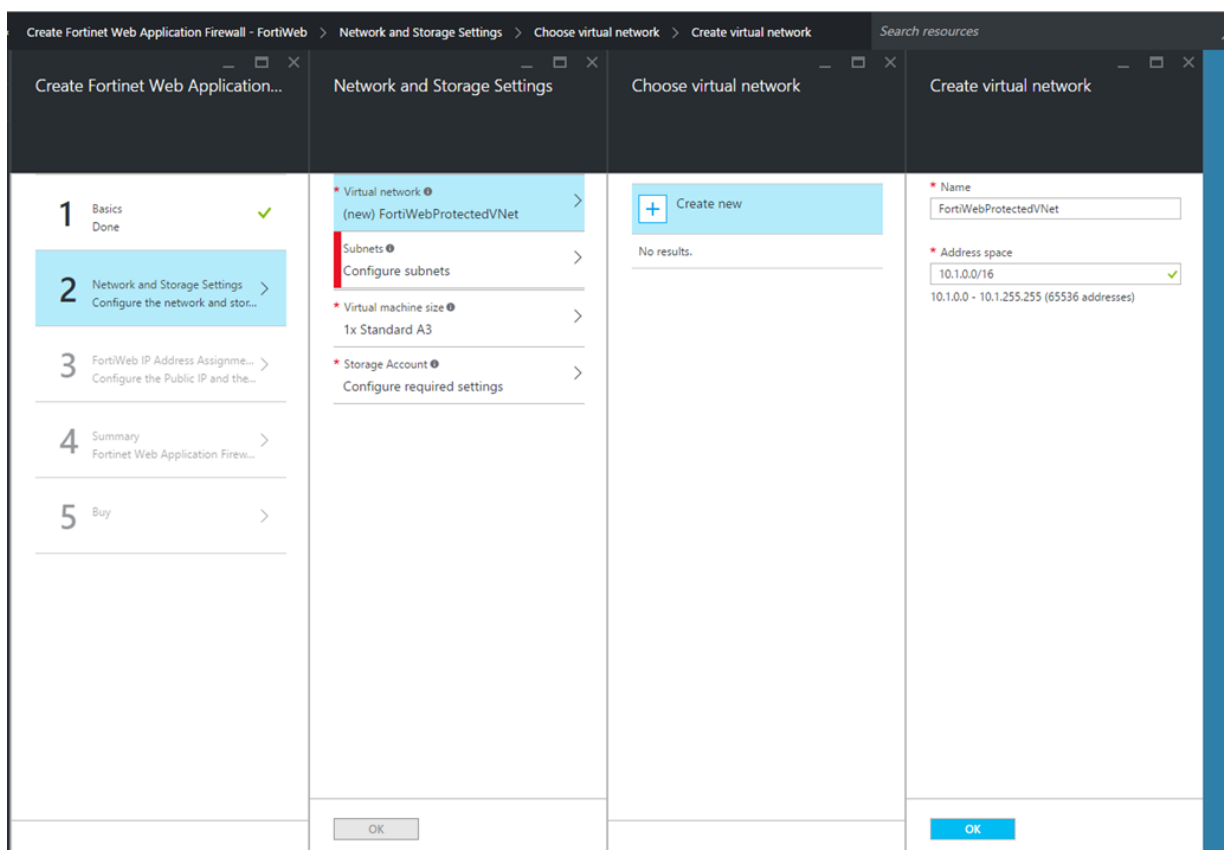 Create Fortinet Web Application Firewall - FortiWeb > Network and Storage Settings > Choose virtual network > Create virtual network
Search resources
Create Fortinet Web Application...
1
Basics
Done
2
Network and Storage Settings
Configure the network and stor...
3
FortiWeb IP Address Assignme...
Configure the Public IP and the...
4
Summary
Fortinet Web Application Firew...
5
Buy
Network and Storage Settings
* Virtual network
(new) FortiWebProtectedVNet
Subnets
Configure subnets
* Virtual machine size
1x Standard A3
* Storage Account
Configure required settings
OK
Choose virtual network
Create new
No results.
Create virtual network
* Name
FortiWebProtectedVNet
* Address space
10.1.0.0/16
10.1.0.0 - 10.1.255.255 (65536 addresses)
OK